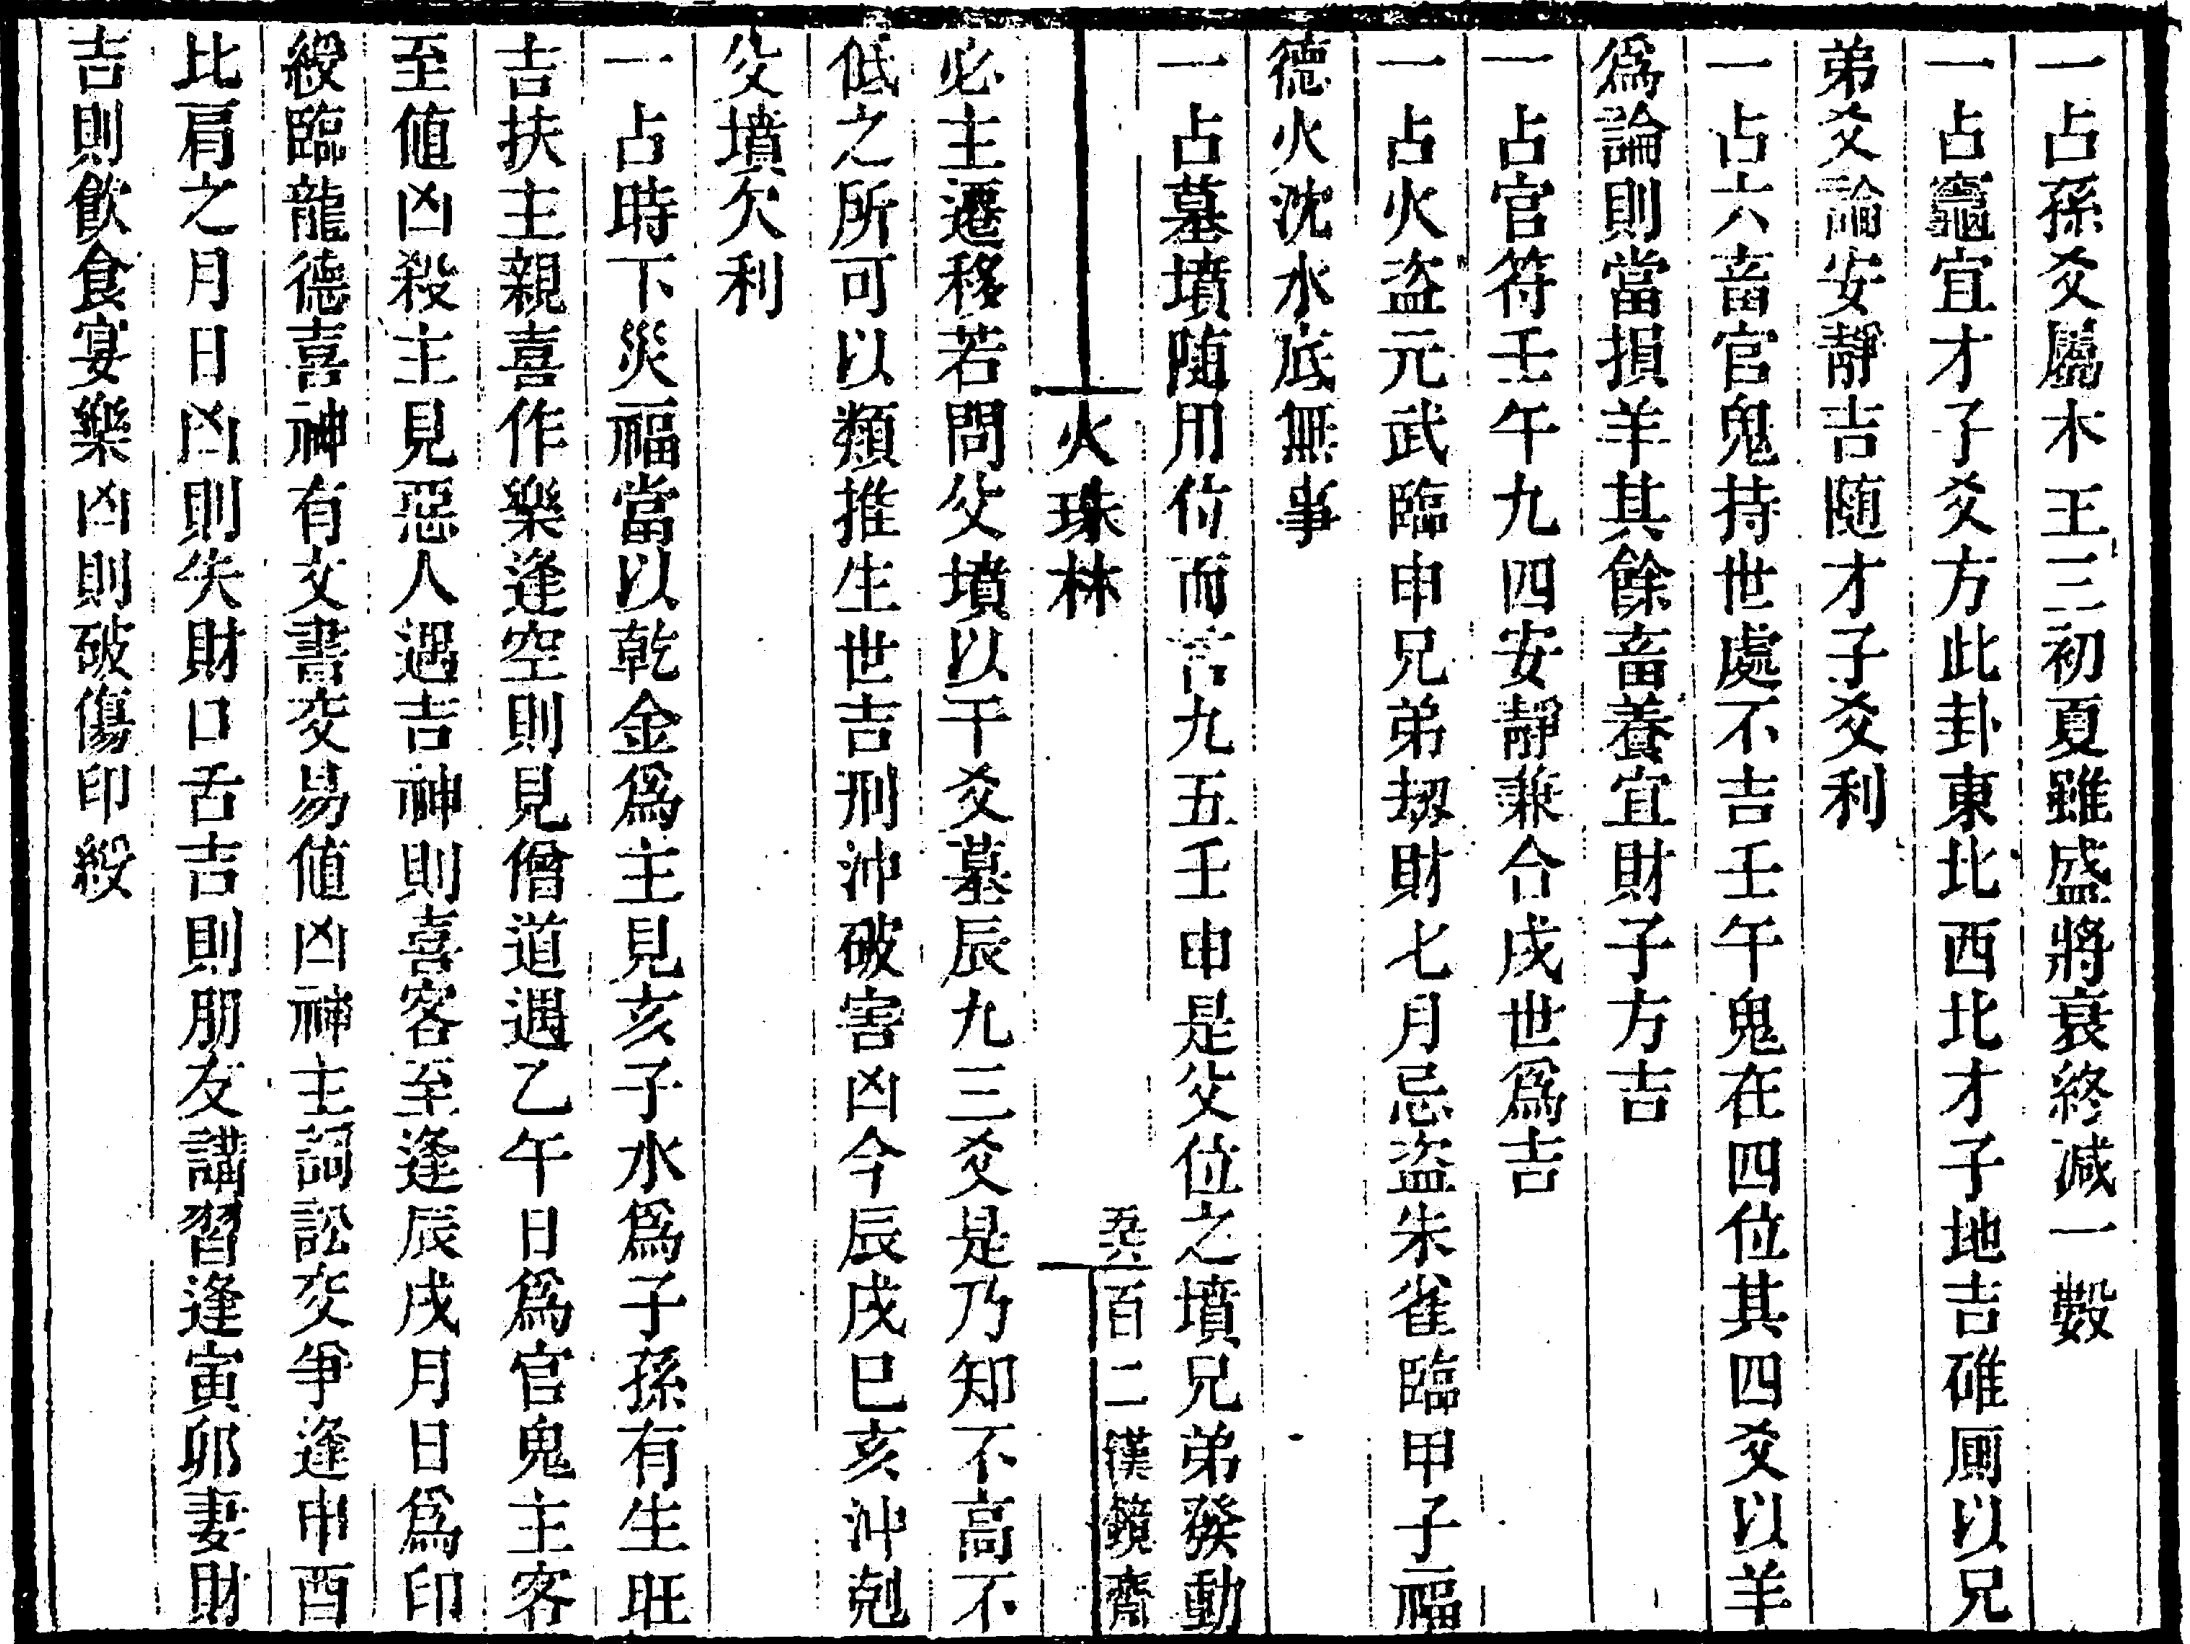 一占孫爻屬木王三初夏雖盛將衰終減一數
一占竈宜才子爻方此卦東北西北才子地吉碓厠以兄
弟爻論安靜吉随才子爻利
一占六畜官鬼持世處不吉壬午鬼在四位其四爻以羊
爲論則當損羊其餘畜養宜財子方吉
一占官符壬午九四安靜兼合戌世爲吉
一占火盗元武臨申兄弟刼財七月忌盗朱雀臨甲子福
德火沈水底無事
一占墓墳随用位而言九五壬申是父位之墳兄弟發動
火珠林
百二漢鏡齋
必主遷移若問父墳以干爻墓辰九三爻是乃知不高不
低之所可以類推生世吉刑沖破害凶今辰戌巳亥沖剋
父墳欠利
一占時下災福當以乾金爲主見亥子水爲子孫有生旺
吉扶主親喜作樂逢空則見僧道遇乙午日爲官鬼主客
至値凶殺主見惡人遇吉神則喜客至逢辰戌月日爲印
綬臨龍德喜神有文書交易値凶神主詞訟交爭逢申酉
比肩之月日凶則失財口舌吉則朋友講習逢寅卯妻財
吉則飲食宴樂凶則破傷印綬